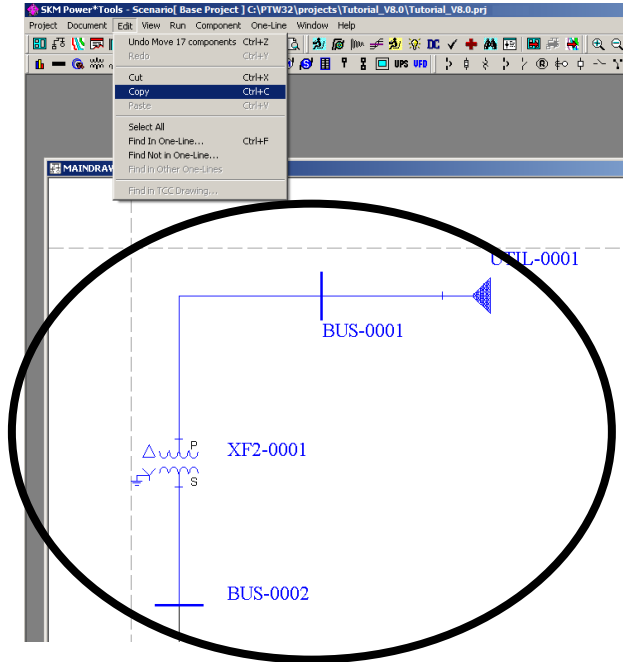 SKM Power*Tools - Scenario[ Base Project ] C:\PTW32\projects\Tutorial_V8.0\Tutorial_V8.0.prj
Project Document Edit View Run Component One-Line Window Help
Undo Move 17 components Ctrl+Z
Redo Ctrl+Y
DC
UPS VFD
Cut Ctrl+X
Copy Ctrl+C
Paste Ctrl+V
Select All
Find In One-Line... Ctrl+F
Find Not in One-Line...
Find in Other One-Lines
Find in TCC Drawing...
MAINDRAW
UTIL-0001
BUS-0001
P
XF2-0001
S
BUS-0002